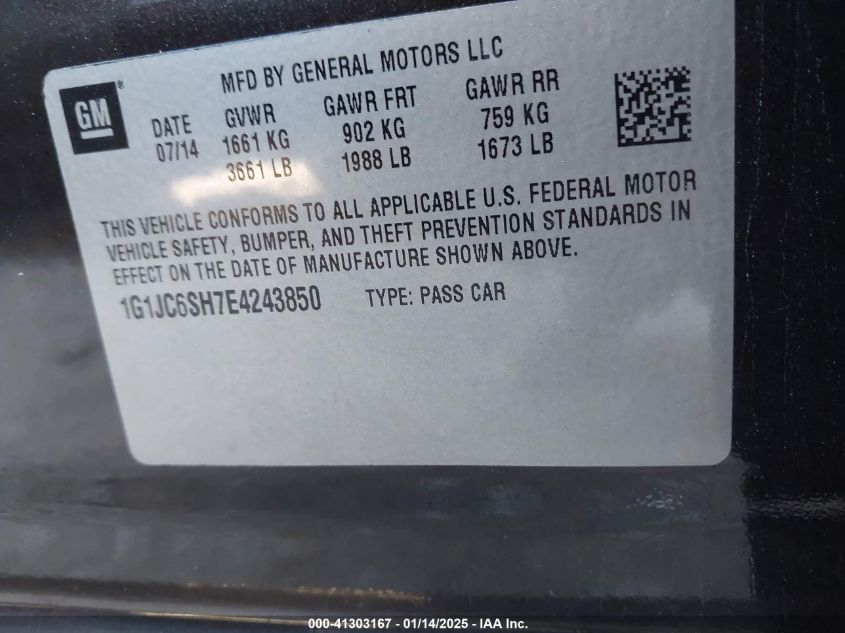 MFD BY GENERAL MOTORS LLC
GM®
DATE GVWR GAWR FRT GAWR RR
07/14 1661 KG 902 KG 759 KG
3661 LB 1988 LB 1673 LB
THIS VEHICLE CONFORMS TO ALL APPLICABLE U.S. FEDERAL MOTOR
VEHICLE SAFETY, BUMPER, AND THEFT PREVENTION STANDARDS IN
EFFECT ON THE DATE OF MANUFACTURE SHOWN ABOVE.
1G1JC6SH7E4243850 TYPE: PASS CAR
000-41303167 - 01/14/2025 - IAA Inc.